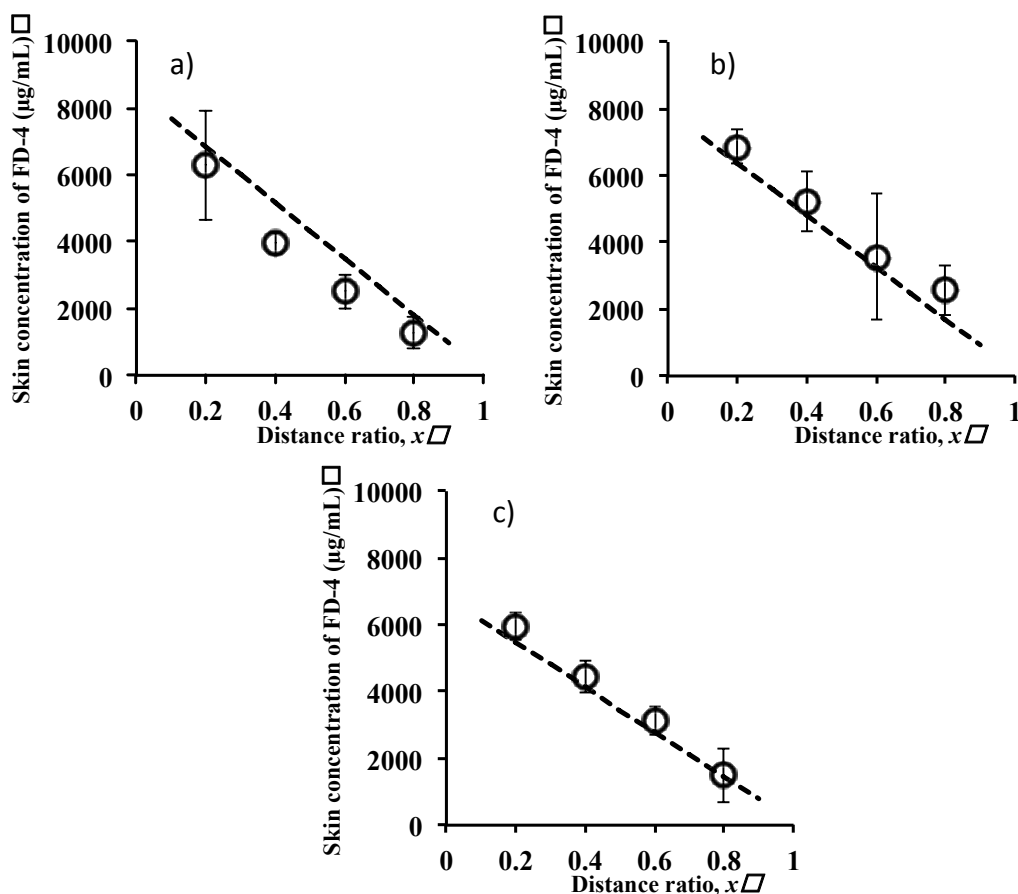 a)
Skin concentration of FD-4 (μg/mL)□
10000
8000
6000
4000
2000
0
0 0.2 0.4 0.6 0.8 1
Distance ratio, x□
b)
Skin concentration of FD-4 (μg/mL)□
10000
8000
6000
4000
2000
0
0 0.2 0.4 0.6 0.8 1
Distance ratio, x□
c)
Skin concentration of FD-4 (μg/mL)□
10000
8000
6000
4000
2000
0
0 0.2 0.4 0.6 0.8 1
Distance ratio, x□